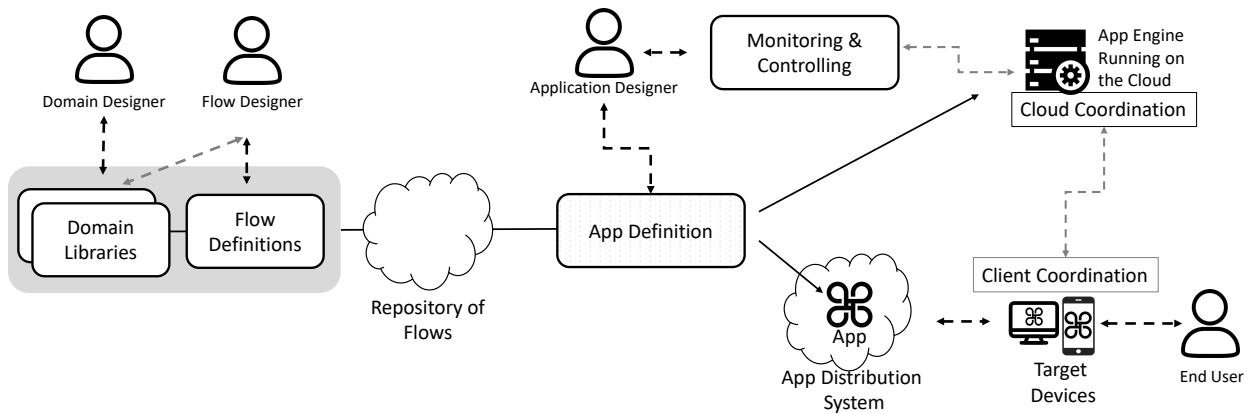 Domain Designer
Flow Designer
Application Designer
Monitoring &
Controlling
App Engine
Running on
the Cloud
Cloud Coordination
Domain
Libraries
Flow
Definitions
Repository of
Flows
App Definition
Client Coordination
App
App Distribution
System
Target
Devices
End User